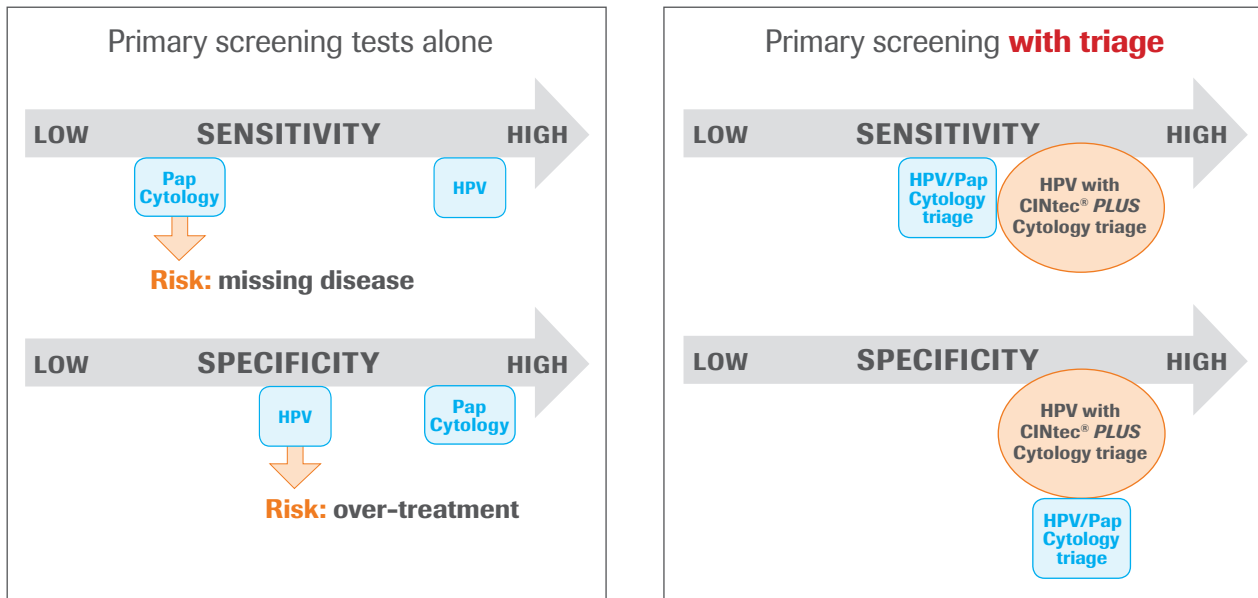 Primary screening tests alone
LOW SENSITIVITY HIGH
Pap
Cytology
HPV
Risk: missing disease
LOW SPECIFICITY HIGH
HPV
Pap
Cytology
Risk: over-treatment
Primary screening with triage
LOW SENSITIVITY HIGH
HPV/Pap
Cytology
triage
HPV with
CINtec® PLUS
Cytology triage
LOW SPECIFICITY HIGH
HPV with
CINtec® PLUS
Cytology triage
HPV/Pap
Cytology
triage